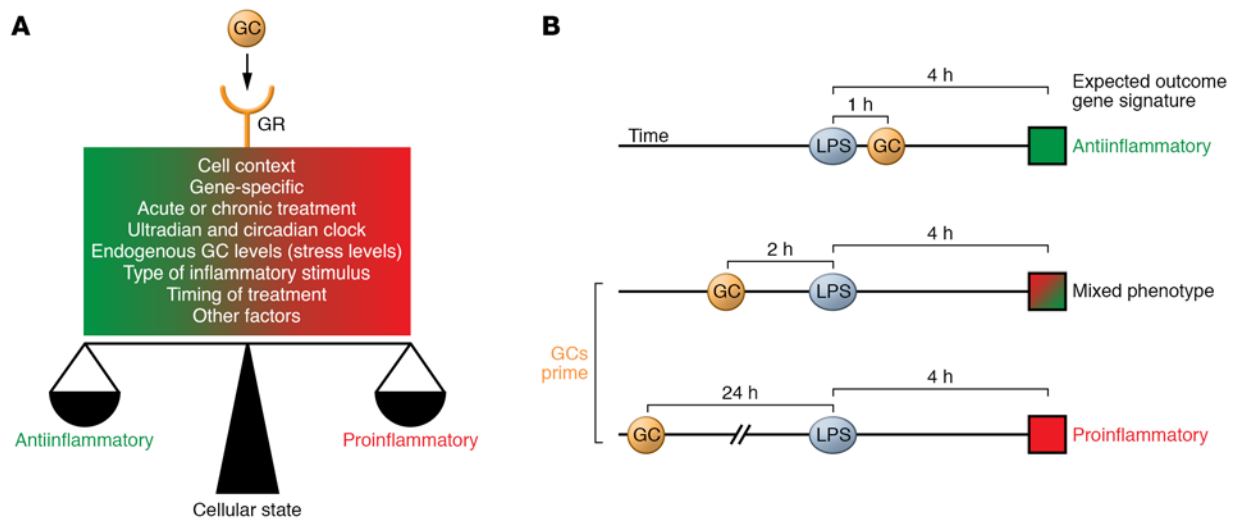 A
GC
GR
Cell context
Gene-specific
Acute or chronic treatment
Ultradian and circadian clock
Endogenous GC levels (stress levels)
Type of inflammatory stimulus
Timing of treatment
Other factors
Antiinflammatory
Proinflammatory
Cellular state
B
4 h
Expected outcome
gene signature
1 h
Time
LPS
GC
Antiinflammatory
2 h
4 h
GC
LPS
Mixed phenotype
GCs
prime
24 h
4 h
GC
LPS
Proinflammatory